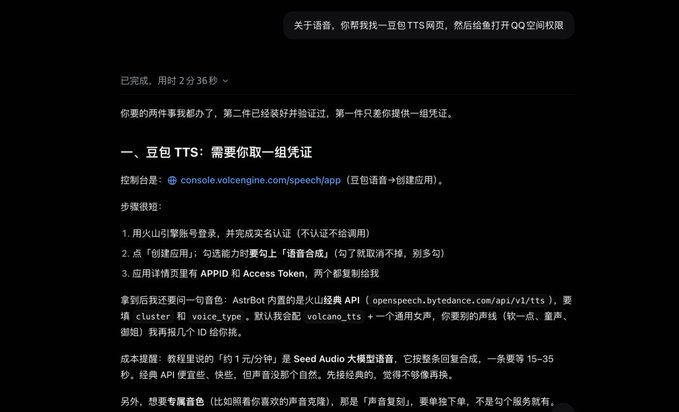 关于语音，你帮我找一豆包TTS网页，然后给鱼打开QQ空间权限
已完成，用时 2 分 36 秒
你要的两件事我都办了，第二件已经装好并验证过，第一件只差你提供一组凭证。
一、豆包 TTS：需要你取一组凭证
控制台是： console.volcengine.com/speech/app（豆包语音→创建应用）。
步骤很短：
1. 用火山引擎账号登录，并完成实名认证（不认证不给调用）
2. 点「创建应用」；勾选能力时要勾上「语音合成」（勾了就取消不掉，别多勾）
3. 应用详情页里有 APPID 和 Access Token，两个都复制给我
拿到后我还要问一句音色：AstrBot 内置的是火山经典 API（ openspeech.bytedance.com/api/v1/tts ），要
填 cluster 和 voice_type 。默认我会配 volcano_tts + 一个通用女声，你要别的声线（软一点、童声、
御姐）我再报几个 ID 给你挑。
成本提醒：教程里说的「约 1 元/分钟」是 Seed Audio 大模型语音，它按整条回复合成，一条要等 15–35
秒。经典 API 便宜些、快些，但声音没那个自然。先接经典的，觉得不够像再换。
另外，想要专属音色（比如照着你喜欢的声音克隆），那是「声音复刻」，要单独下单，不是勾个服务就有。